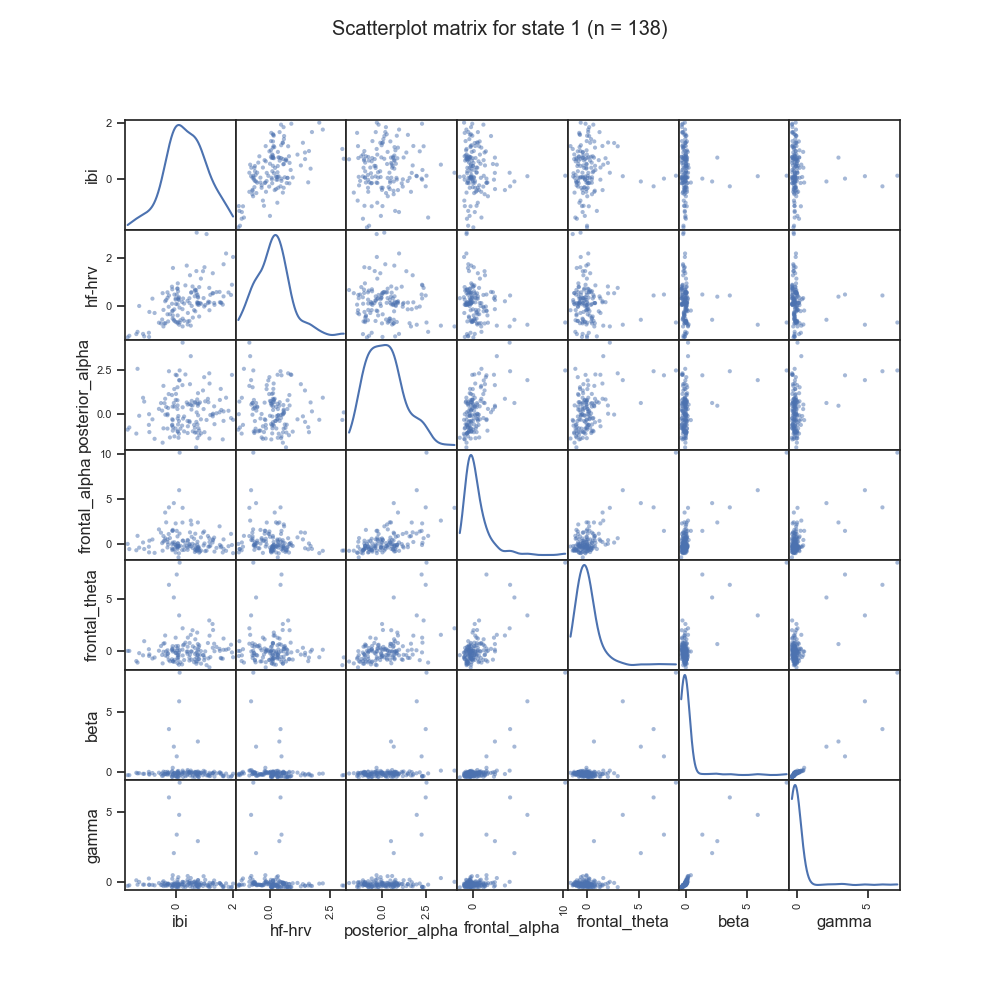 Scatterplot matrix for state 1 (n = 138)
ibi
2
0
hf-hrv
2
0
posterior_alpha
2.5
0.0
frontal_alpha
10
5
0
frontal_theta
5
0
beta
5
0
gamma
5
0
0 2
0.0 2.5
0.0 2.5
0 10
0 5
0 5
0 5
ibi hf-hrv posterior_alpha frontal_alpha frontal_theta beta gamma